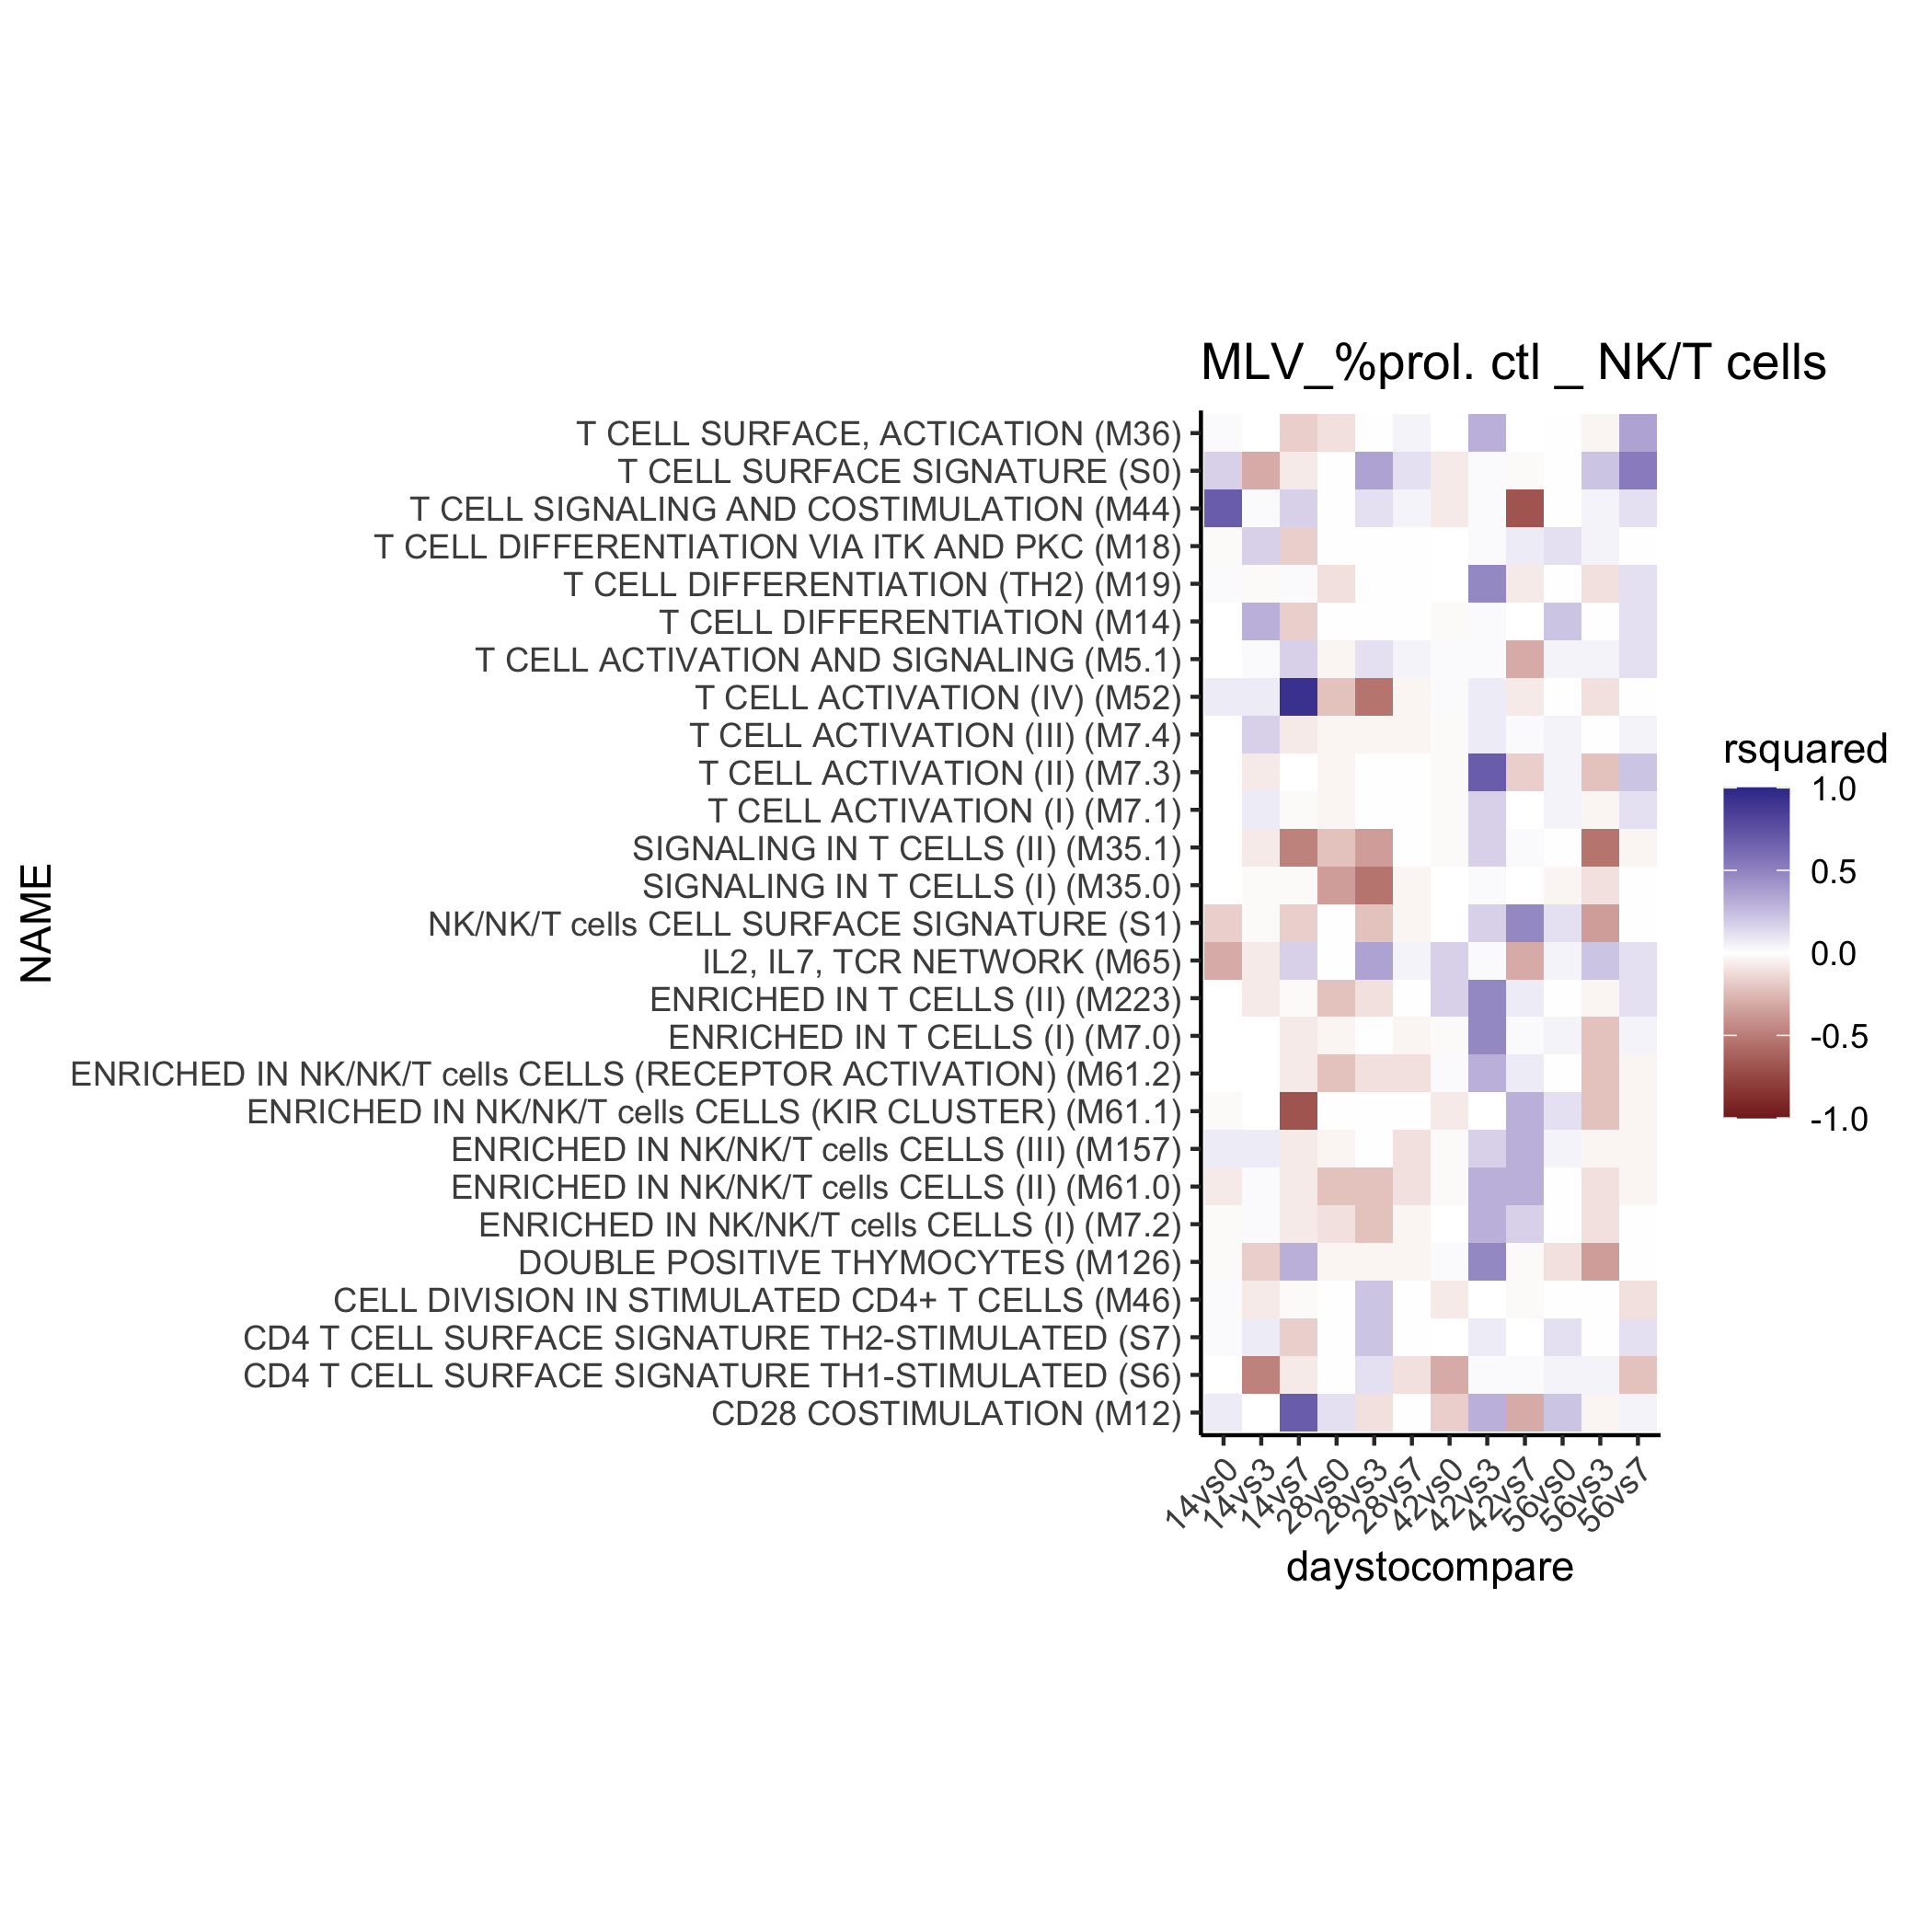 MLV_%prol. ctl _ NK/T cells
NAME
T CELL SURFACE, ACTICATION (M36)
T CELL SURFACE SIGNATURE (S0)
T CELL SIGNALING AND COSTIMULATION (M44)
T CELL DIFFERENTIATION VIA ITK AND PKC (M18)
T CELL DIFFERENTIATION (TH2) (M19)
T CELL DIFFERENTIATION (M14)
T CELL ACTIVATION AND SIGNALING (M5.1)
T CELL ACTIVATION (IV) (M52)
T CELL ACTIVATION (III) (M7.4)
T CELL ACTIVATION (II) (M7.3)
T CELL ACTIVATION (I) (M7.1)
SIGNALING IN T CELLS (II) (M35.1)
SIGNALING IN T CELLS (I) (M35.0)
NK/NK/T cells CELL SURFACE SIGNATURE (S1)
IL2, IL7, TCR NETWORK (M65)
ENRICHED IN T CELLS (II) (M223)
ENRICHED IN T CELLS (I) (M7.0)
ENRICHED IN NK/NK/T cells CELLS (RECEPTOR ACTIVATION) (M61.2)
ENRICHED IN NK/NK/T cells CELLS (KIR CLUSTER) (M61.1)
ENRICHED IN NK/NK/T cells CELLS (III) (M157)
ENRICHED IN NK/NK/T cells CELLS (II) (M61.0)
ENRICHED IN NK/NK/T cells CELLS (I) (M7.2)
DOUBLE POSITIVE THYMOCYTES (M126)
CELL DIVISION IN STIMULATED CD4+ T CELLS (M46)
CD4 T CELL SURFACE SIGNATURE TH2-STIMULATED (S7)
CD4 T CELL SURFACE SIGNATURE TH1-STIMULATED (S6)
CD28 COSTIMULATION (M12)
14vs0
14vs3
14vs7
28vs0
28vs3
28vs7
42vs0
42vs3
42vs7
56vs0
56vs3
56vs7
daystocompare
rsquared
1.0
0.5
0.0
-0.5
-1.0